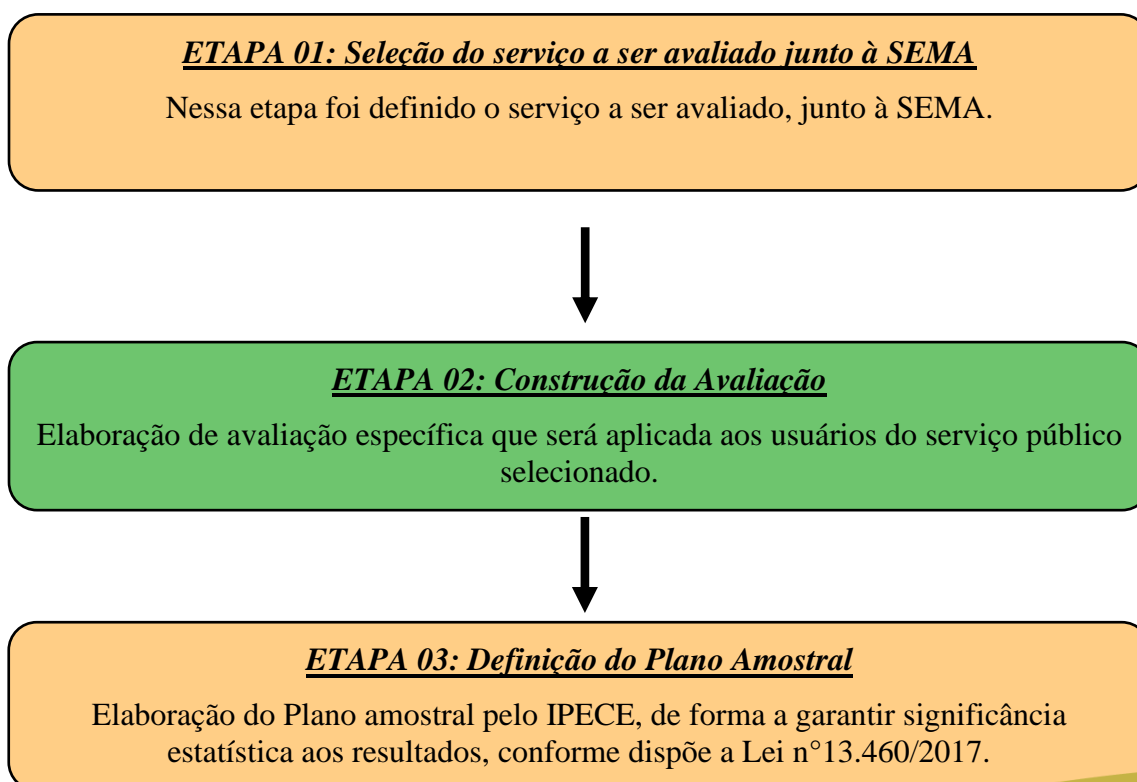 ETAPA 01: Seleção do serviço a ser avaliado junto à SEMA
Nessa etapa foi definido o serviço a ser avaliado, junto à SEMA.
ETAPA 02: Construção da Avaliação
Elaboração de avaliação específica que será aplicada aos usuários do serviço público
selecionado.
ETAPA 03: Definição do Plano Amostral
Elaboração do Plano amostral pelo IPECE, de forma a garantir significância
estatística aos resultados, conforme dispõe a Lei n°13.460/2017.